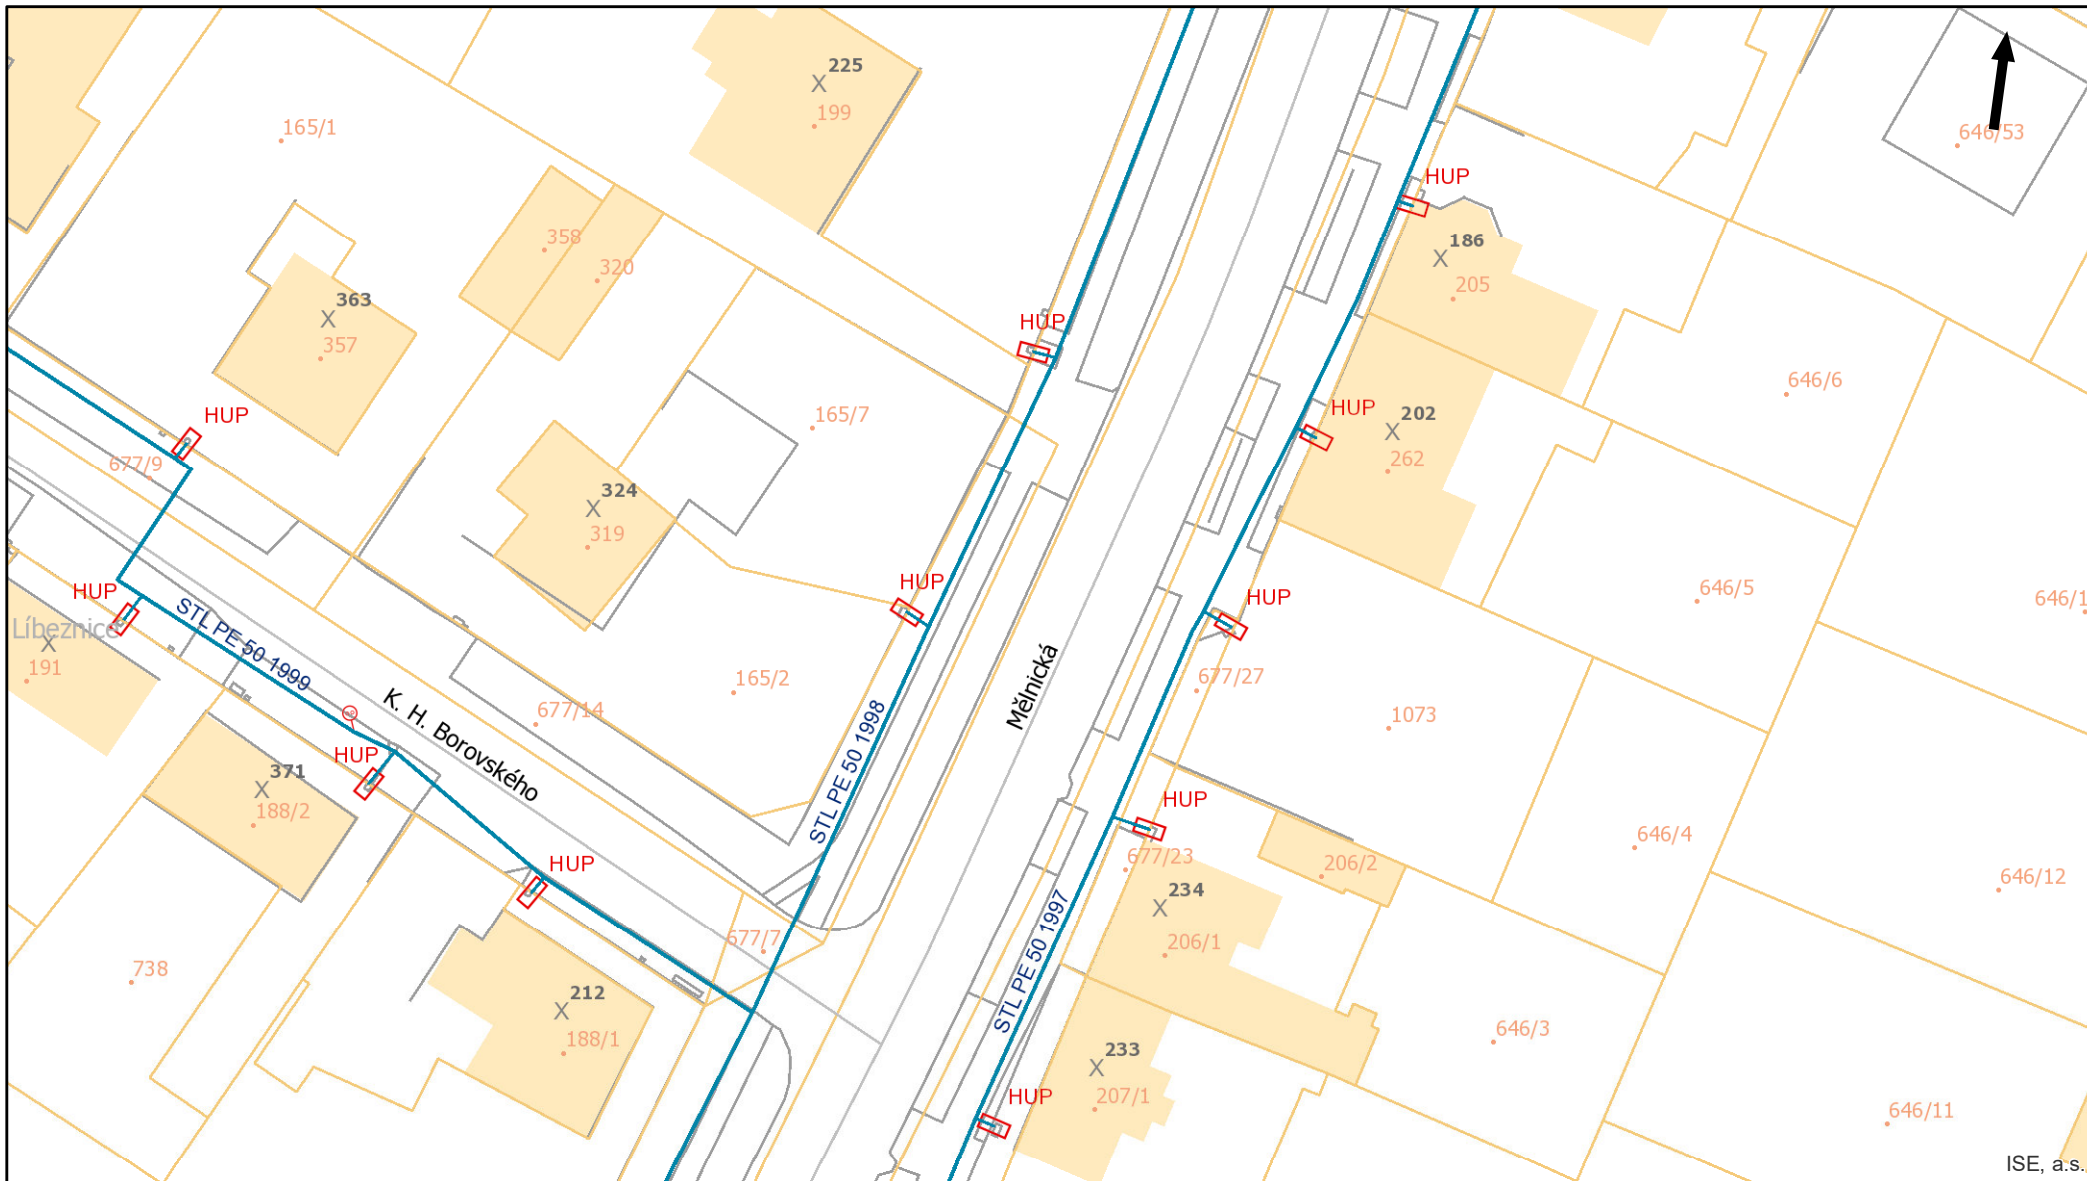 225
199
165/1
646/53
HUP
186
205
358
320
363
357
HUP
646/6
HUP
202
262
165/7
HUP
677/9
324
319
HUP
HUP
646/5
646/1
HUP
HUP
Líbeznice
191
STL PE 50 1999
165/2
677/14
K. H. Borovského
Mělnická
677/27
1073
STL PE 50 1998
HUP
371
188/2
HUP
677/23
206/2
646/4
HUP
234
206/1
646/12
STL PE 50 1997
677/7
738
212
188/1
646/3
233
207/1
HUP
646/11
ISE, a.s.